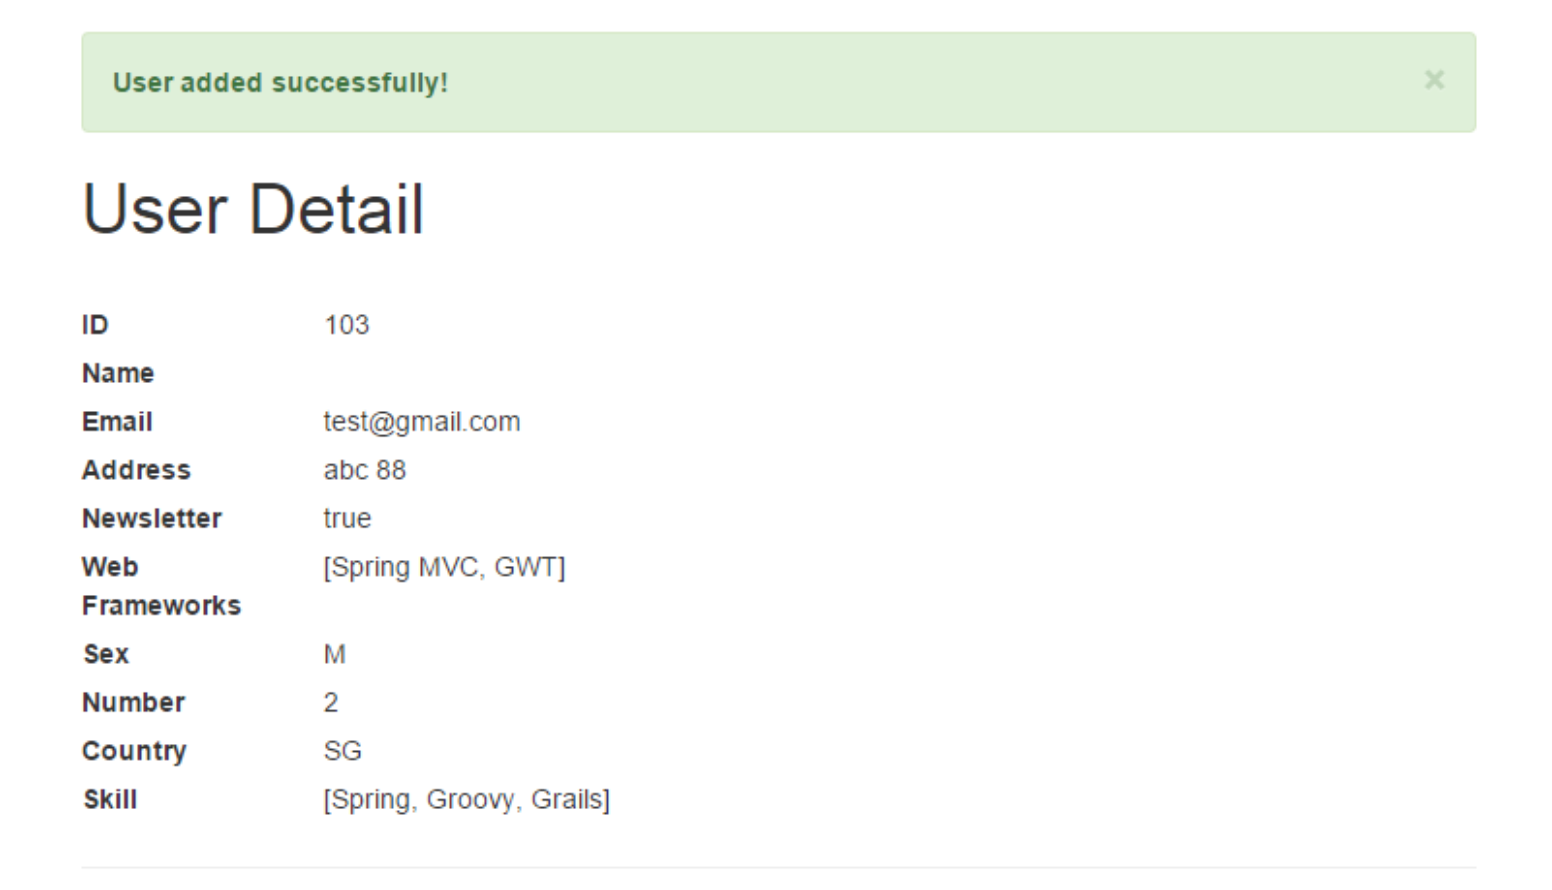 User added successfully! ×
User Detail
ID 103
Name
Email test@gmail.com
Address abc 88
Newsletter true
Web [Spring MVC, GWT]
Frameworks
Sex M
Number 2
Country SG
Skill [Spring, Groovy, Grails]